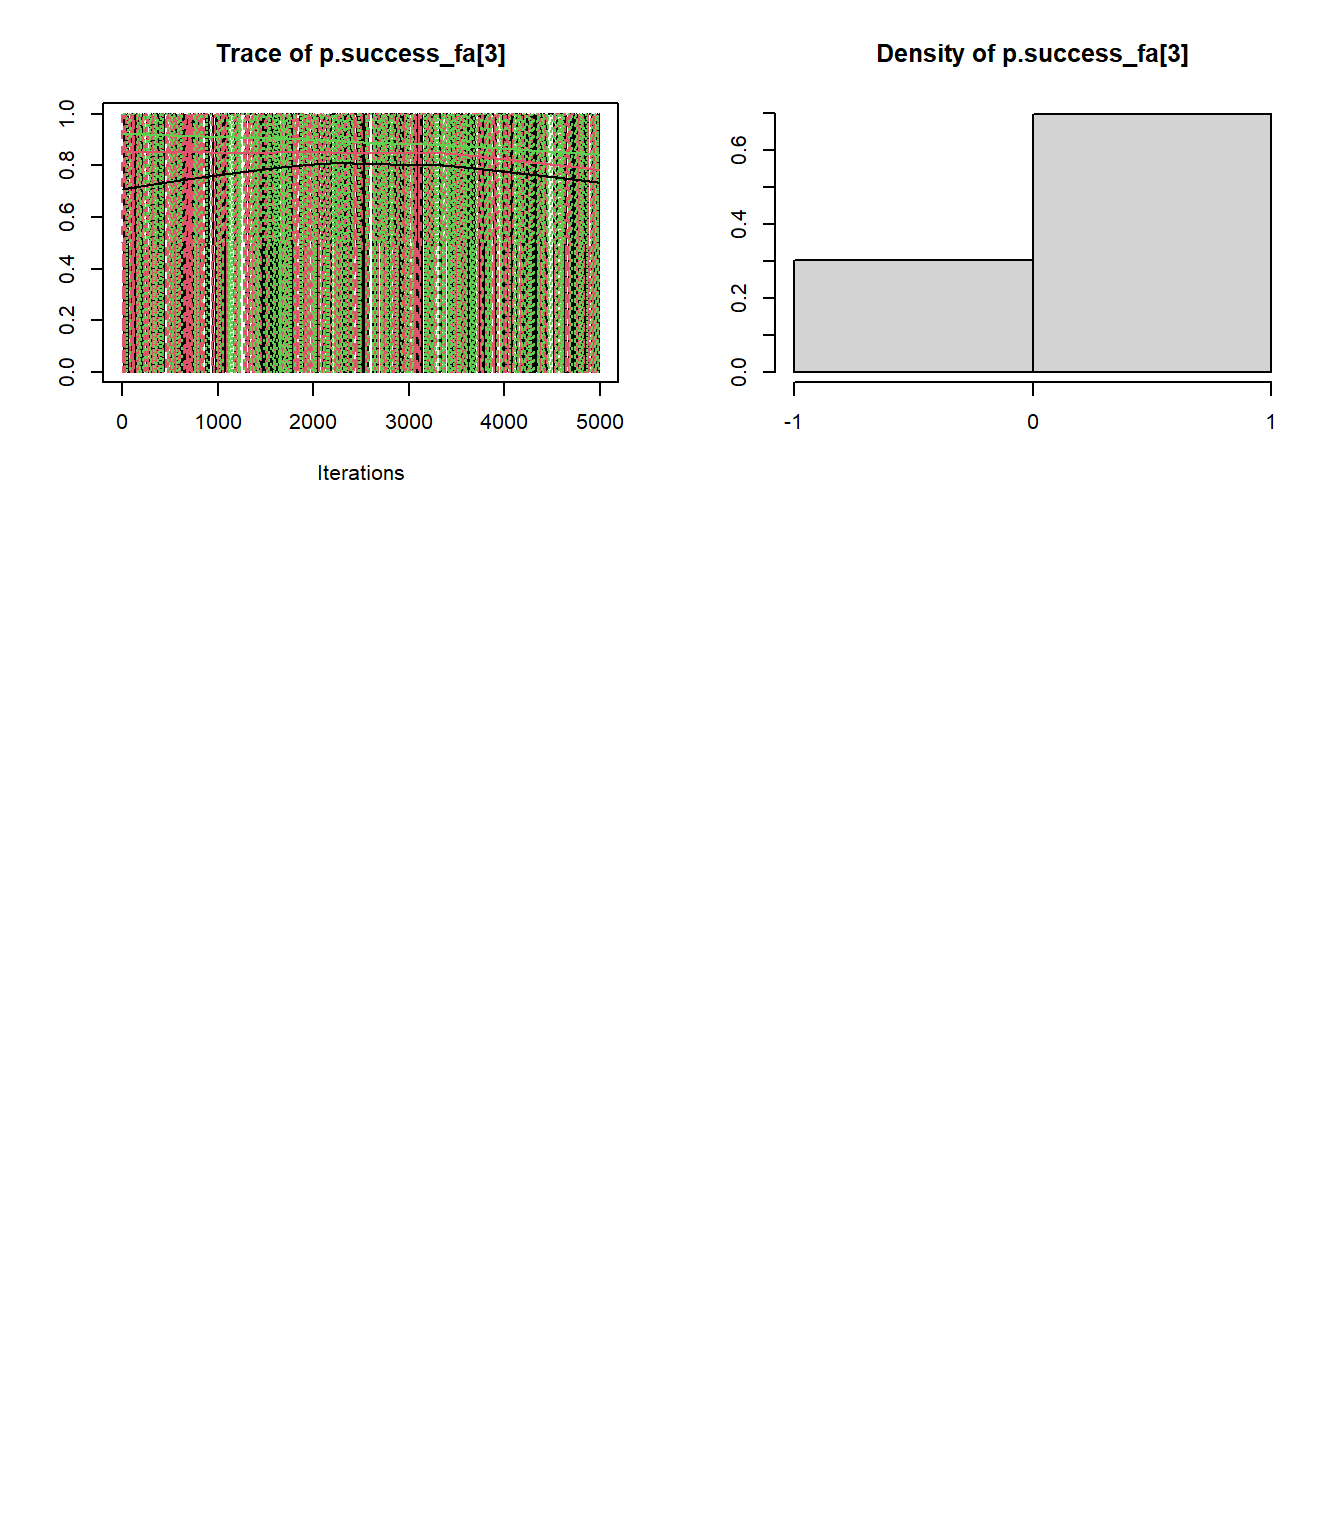 Trace of p.success_fa[3]
0.0 0.2 0.4 0.6 0.8 1.0
0 1000 2000 3000 4000 5000
Iterations
Density of p.success_fa[3]
0.0 0.2 0.4 0.6
-1 0 1